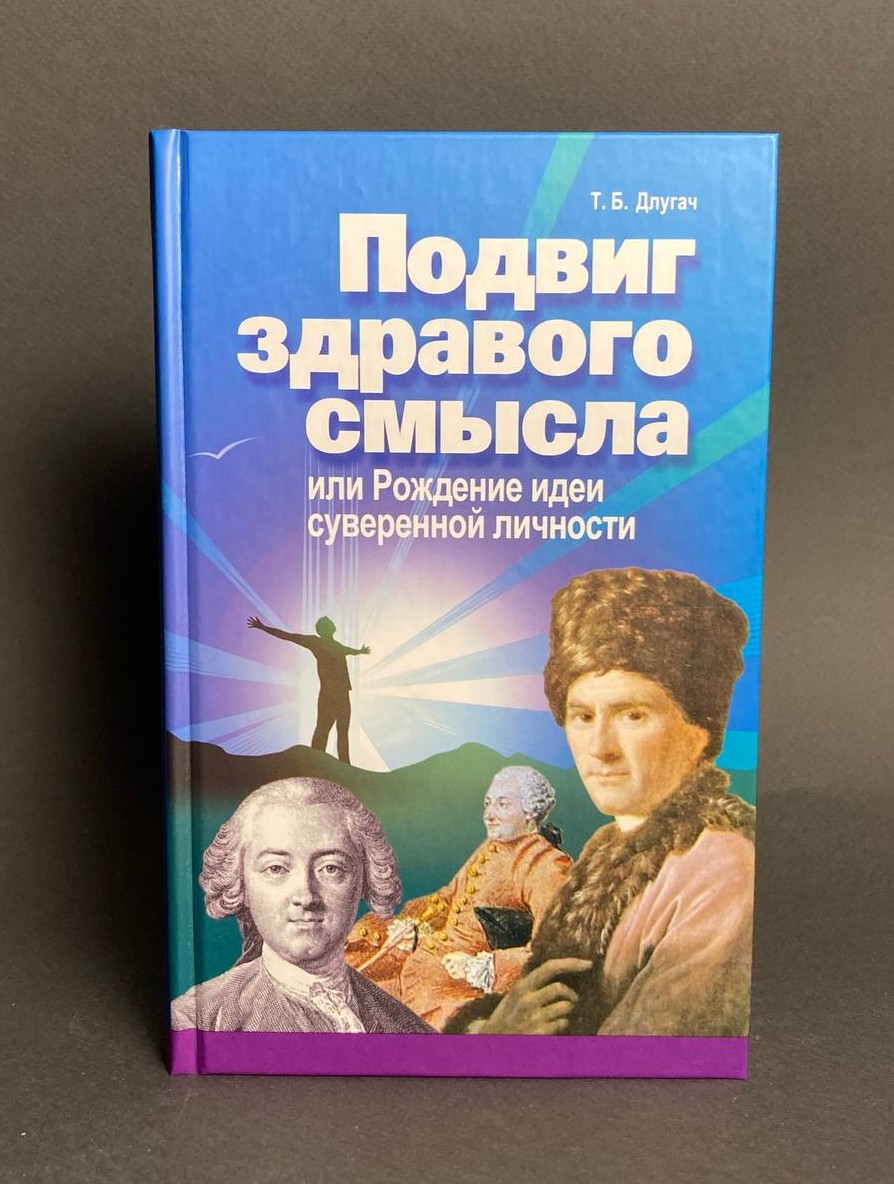 Т. Б. Длугач
Подвиг
здравого
смысла
или Рождение идеи
суверенной личности